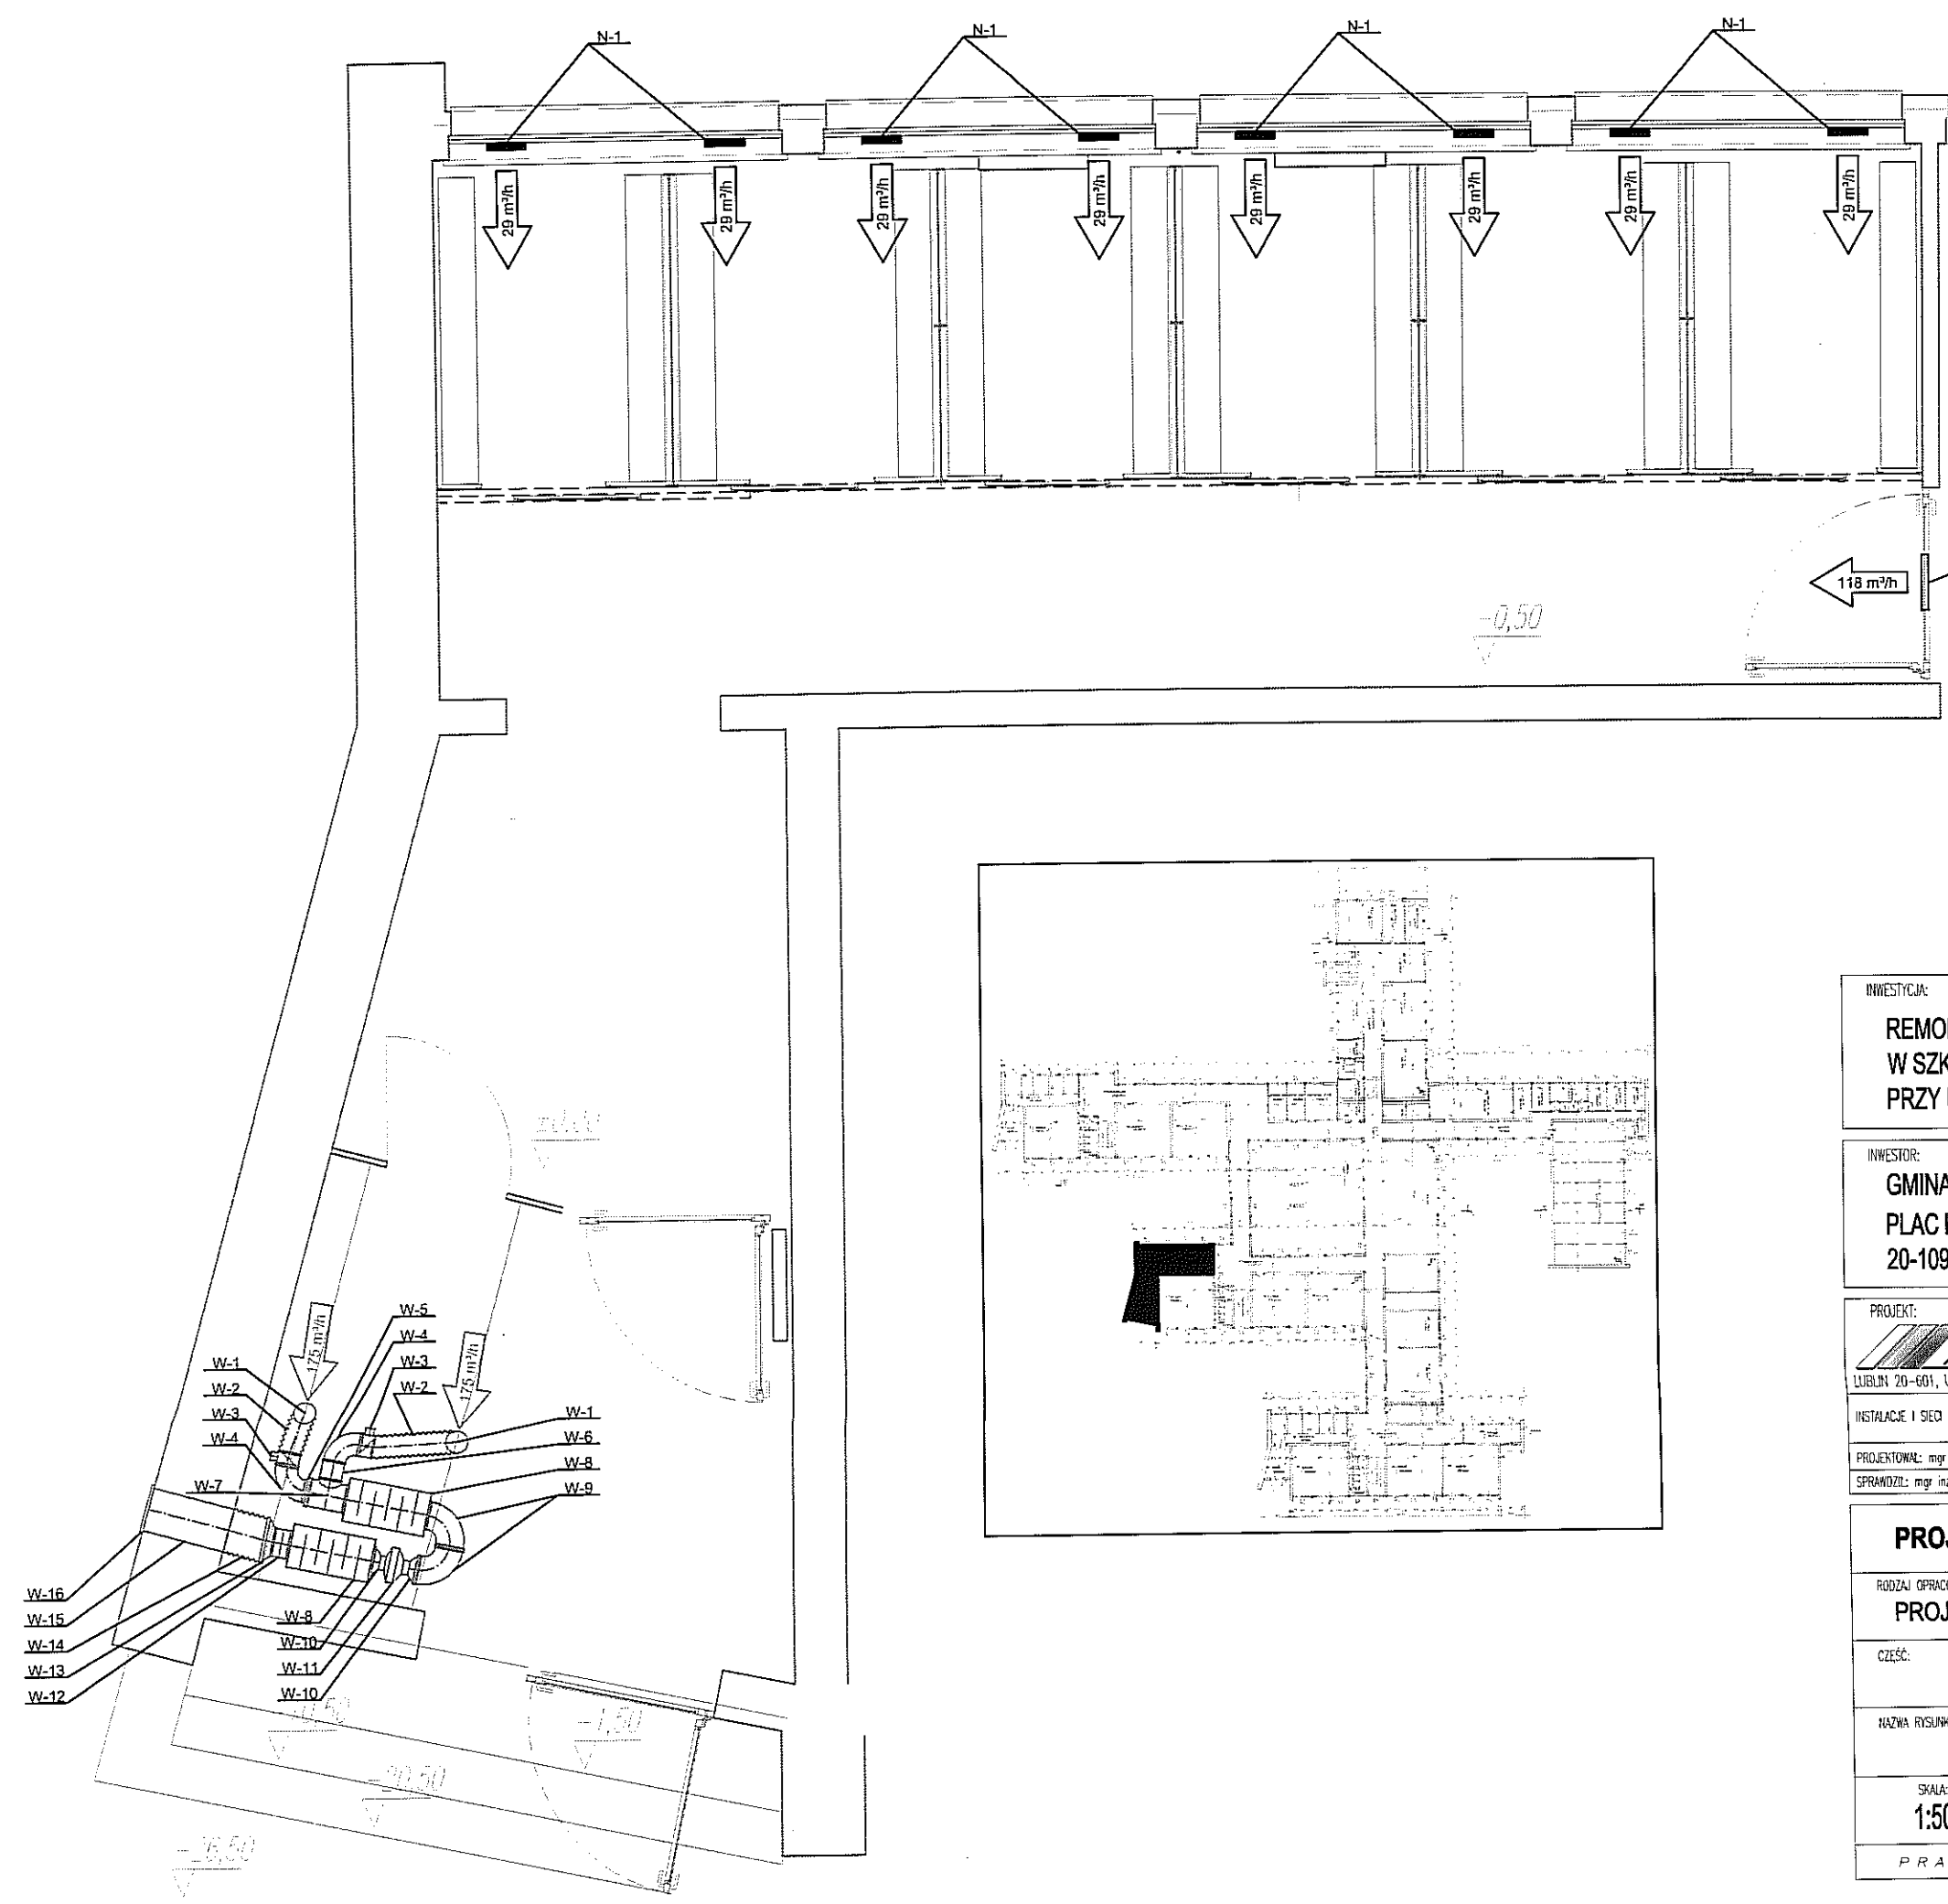 N-1
N-1
N-1
N-1
29 m³/h
29 m³/h
29 m³/h
29 m³/h
29 m³/h
29 m³/h
29 m³/h
29 m³/h
118 m³/h
-0,50
INWESTYCJA:
REMO
W SZK
PRZY
INWESTOR:
GMINA
PLAC
20-109
PROJEKT:
LUBLIN 20-601, U
INSTALACJE I SIECI
PROJEKTOWAŁ: mgr
SPRAWDZIŁ: mgr inż
PROJ
RODZAJ OPRACO
PROJ
CZĘŚĆ:
NAZWA RYSUNK
SKALA:
1:50
PRA
175 m³/h
175 m³/h
W-5
W-4
W-3
W-2
W-1
W-2
W-3
W-4
W-7
W-1
W-6
W-8
W-9
W-16
W-15
W-14
W-13
W-12
W-8
W-10
W-11
W-10
-1,50